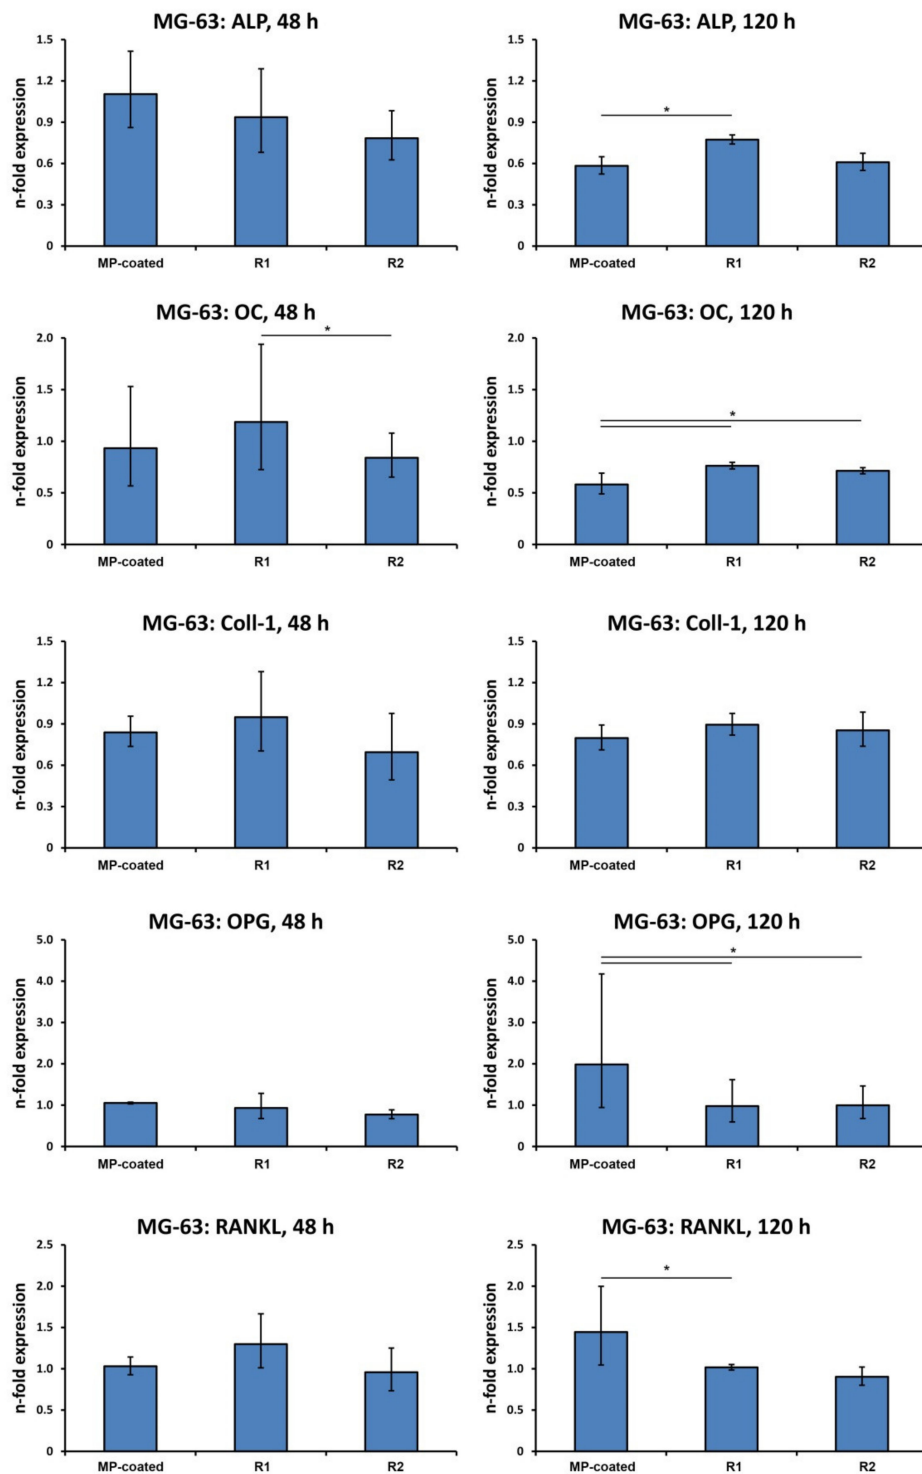 MG-63: ALP, 48 h
n-fold expression
1.5
1.2
0.9
0.6
0.3
0
MP-coated R1 R2
MG-63: ALP, 120 h
*
n-fold expression
1.5
1.2
0.9
0.6
0.3
0
MP-coated R1 R2
MG-63: OC, 48 h
*
n-fold expression
2.0
1.5
1.0
0.5
0
MP-coated R1 R2
MG-63: OC, 120 h
*
n-fold expression
2.0
1.5
1.0
0.5
0
MP-coated R1 R2
MG-63: Coll-1, 48 h
n-fold expression
1.5
1.2
0.9
0.6
0.3
0
MP-coated R1 R2
MG-63: Coll-1, 120 h
n-fold expression
1.5
1.2
0.9
0.6
0.3
0
MP-coated R1 R2
MG-63: OPG, 48 h
n-fold expression
5.0
4.0
3.0
2.0
1.0
0
MP-coated R1 R2
MG-63: OPG, 120 h
*
n-fold expression
5.0
4.0
3.0
2.0
1.0
0
MP-coated R1 R2
MG-63: RANKL, 48 h
n-fold expression
2.5
2.0
1.5
1.0
0.5
0
MP-coated R1 R2
MG-63: RANKL, 120 h
*
n-fold expression
2.5
2.0
1.5
1.0
0.5
0
MP-coated R1 R2